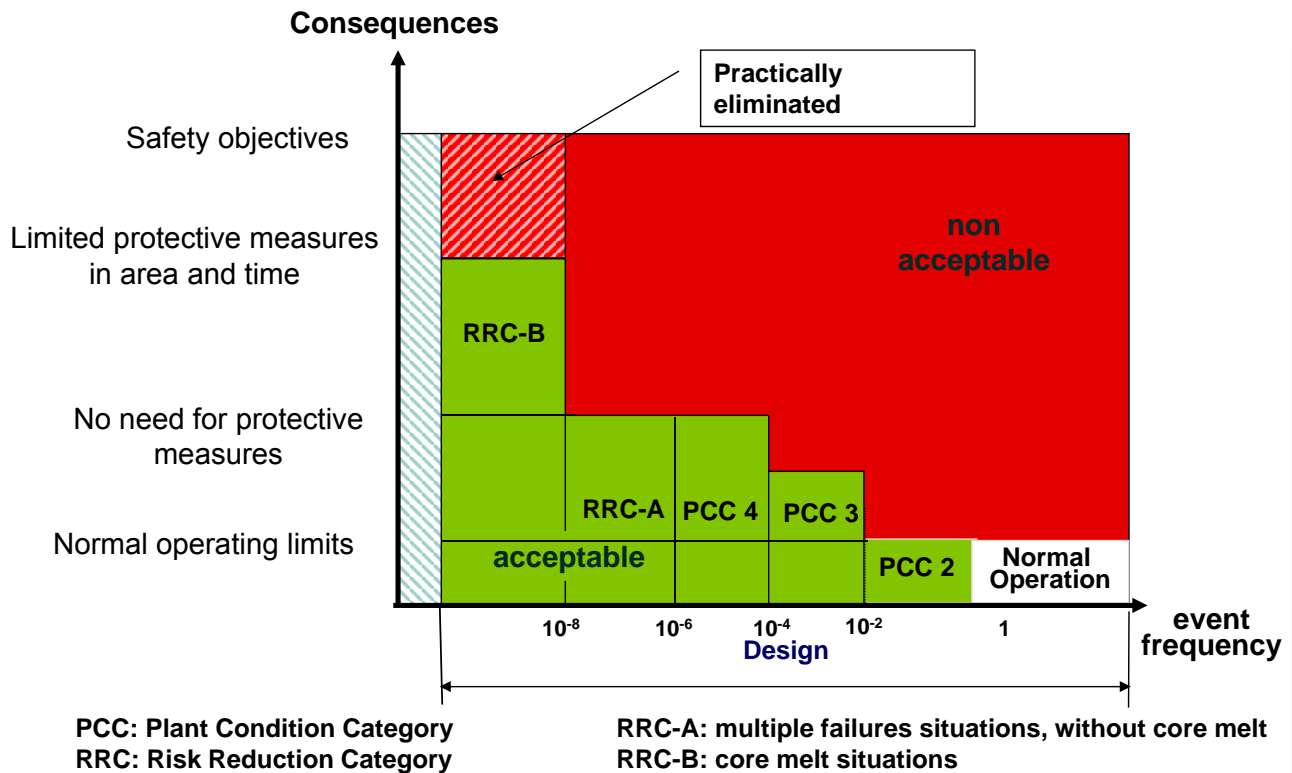 Consequences
Practically
eliminated
Safety objectives
Limited protective measures
in area and time
non
acceptable
RRC-B
No need for protective
measures
RRC-A
PCC 4
PCC 3
Normal operating limits
acceptable
PCC 2
Normal
Operation
10⁻⁸ 10⁻⁶ 10⁻⁴ 10⁻² 1
event
frequency
Design
PCC: Plant Condition Category
RRC: Risk Reduction Category
RRC-A: multiple failures situations, without core melt
RRC-B: core melt situations